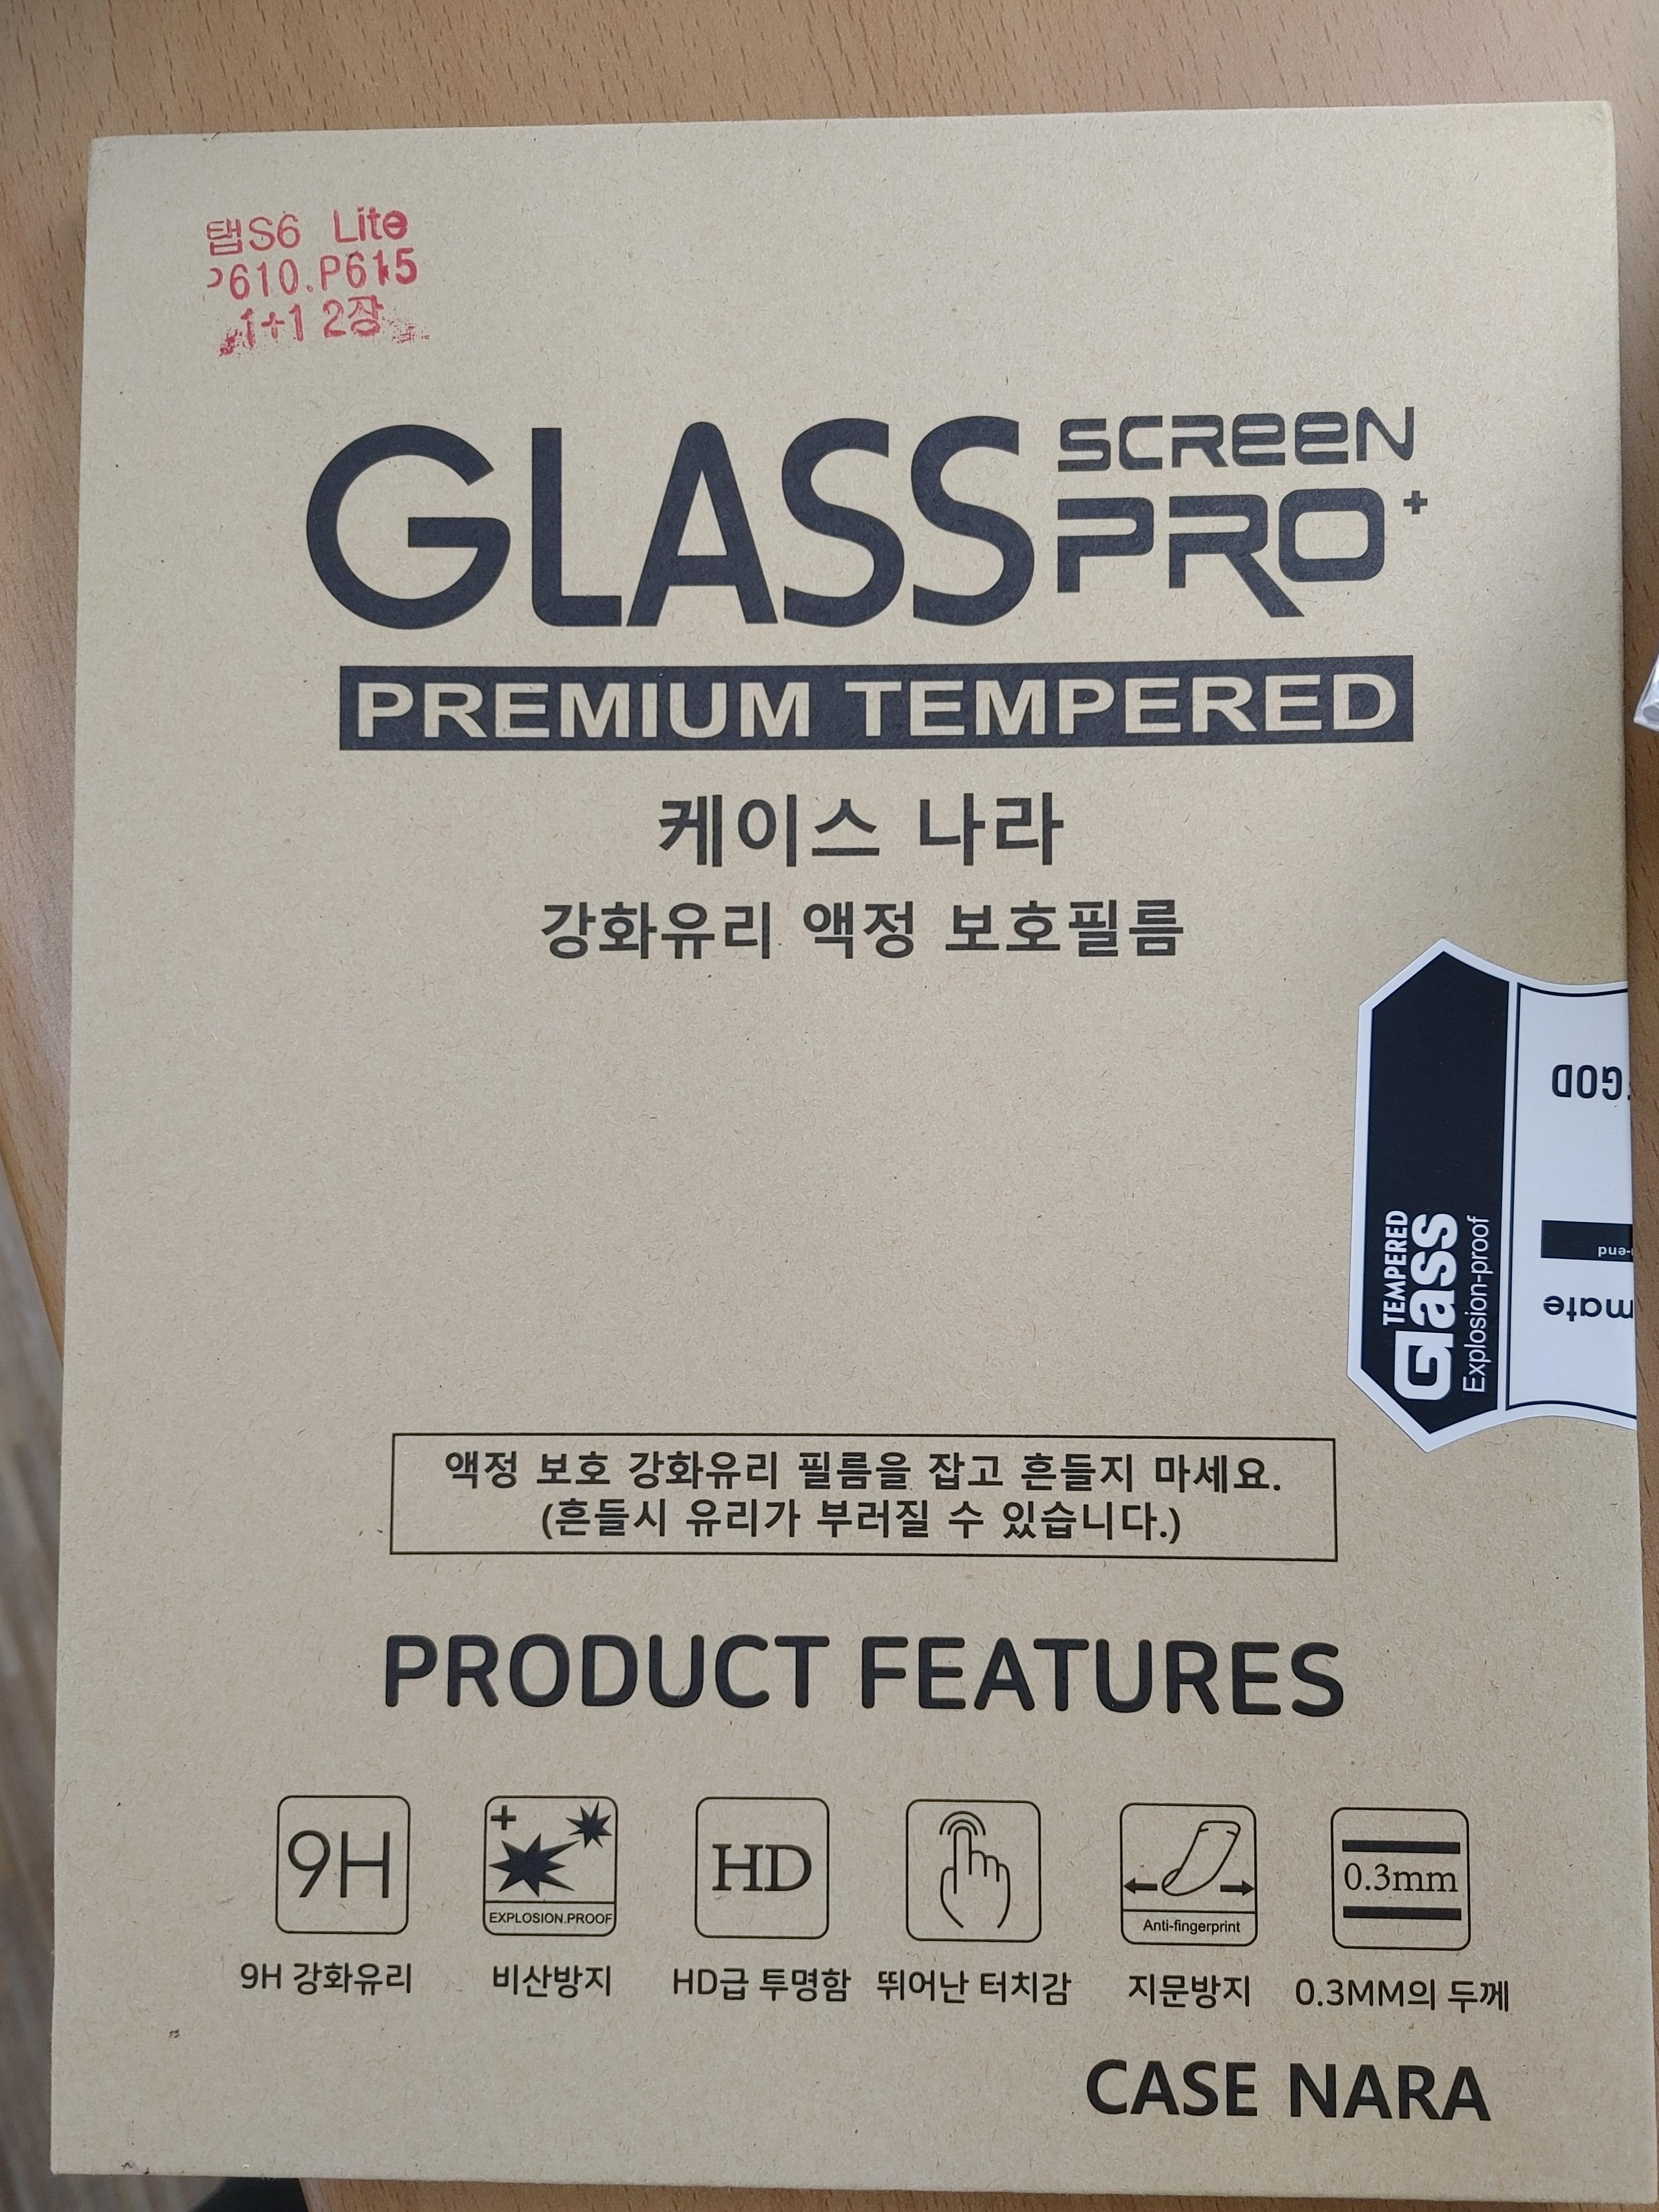 탭S6 Lite
P610.P615
1+1 2장
GLASS SCREEN PRO+
PREMIUM TEMPERED
케이스 나라
강화유리 액정 보호필름
TEMPERED
Glass
Explosion-proof
GOD
mate
액정 보호 강화유리 필름을 잡고 흔들지 마세요.
(흔들시 유리가 부러질 수 있습니다.)
PRODUCT FEATURES
9H
EXPLOSION.PROOF
HD
Anti-fingerprint
0.3mm
9H 강화유리 비산방지 HD급 투명함 뛰어난 터치감 지문방지 0.3MM의 두께
CASE NARA